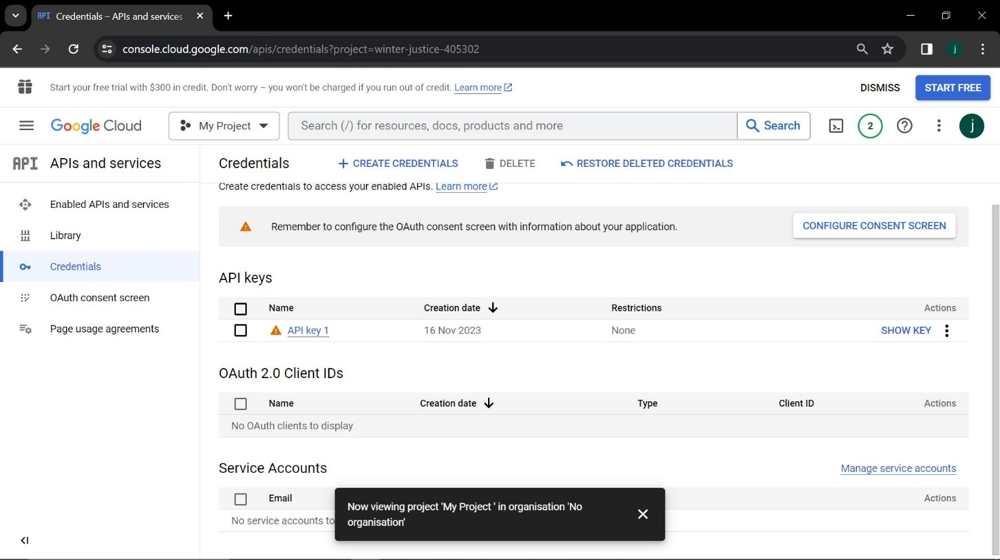 API Credentials – APIs and services
console.cloud.google.com/apis/credentials?project=winter-justice-405302
j
Start your free trial with $300 in credit. Don't worry – you won't be charged if you run out of credit. Learn more
DISMISS
START FREE
Google Cloud
My Project
Search (/) for resources, docs, products and more
Search
2
j
API APIs and services
Credentials
CREATE CREDENTIALS
DELETE
RESTORE DELETED CREDENTIALS
Enabled APIs and services
Library
Credentials
OAuth consent screen
Page usage agreements
Create credentials to access your enabled APIs. Learn more
Remember to configure the OAuth consent screen with information about your application.
CONFIGURE CONSENT SCREEN
API keys
Name Creation date Restrictions Actions
API key 1 16 Nov 2023 None SHOW KEY
OAuth 2.0 Client IDs
Name Creation date Type Client ID Actions
No OAuth clients to display
Service Accounts
Manage service accounts
Email Actions
No service accounts to
Now viewing project 'My Project ' in organisation 'No
organisation'